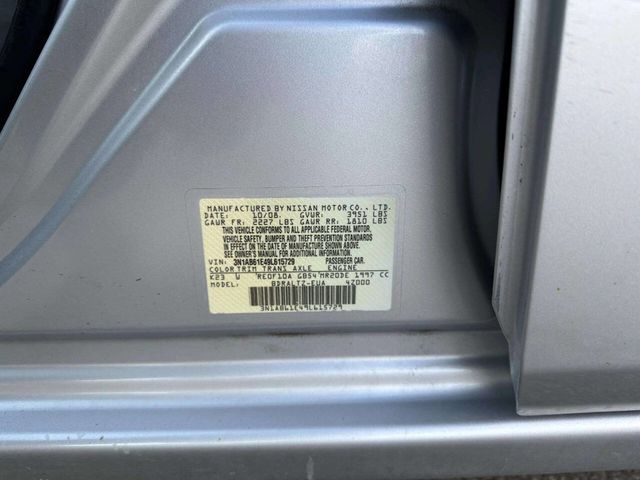 MANUFACTURED BY NISSAN MOTOR CO., LTD.
DATE: 10/08 GVWR: 3951 LBS
GAWR FR: 2227 LBS GAWR RR: 1810 LBS
THIS VEHICLE CONFORMS TO ALL APPLICABLE FEDERAL MOTOR
VEHICLE SAFETY, BUMPER AND THEFT PREVENTION STANDARDS
IN EFFECT ON THE DATE OF MANUFACTURE SHOWN ABOVE.
SEE OWNER'S MANUAL FOR ADDITIONAL INFORMATION.
VIN: 3N1AB61E49L615729 PASSENGER CAR
COLOR TRIM TRANS AXLE ENGINE
K23 W RE0F10A GB54 MR20DE 1997 CC
MODEL: BDRALTZ-EUA 4Z000
3N1AB61E49L615729